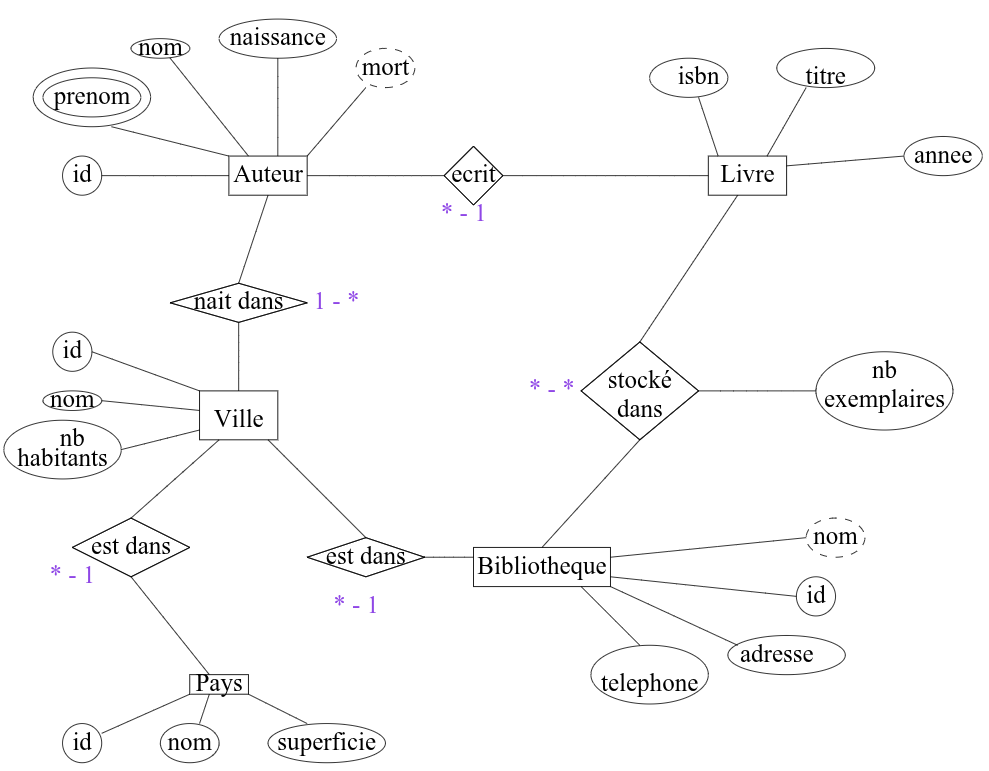 naissance
nom
mort
isbn
titre
prenom
annee
id
Auteur
ecrit
Livre
* - 1
nait dans
1 - *
id
nom
Ville
nb
habitants
stocké
dans
* - *
nb
exemplaires
est dans
* - 1
est dans
* - 1
Bibliotheque
nom
id
adresse
telephone
Pays
id
nom
superficie